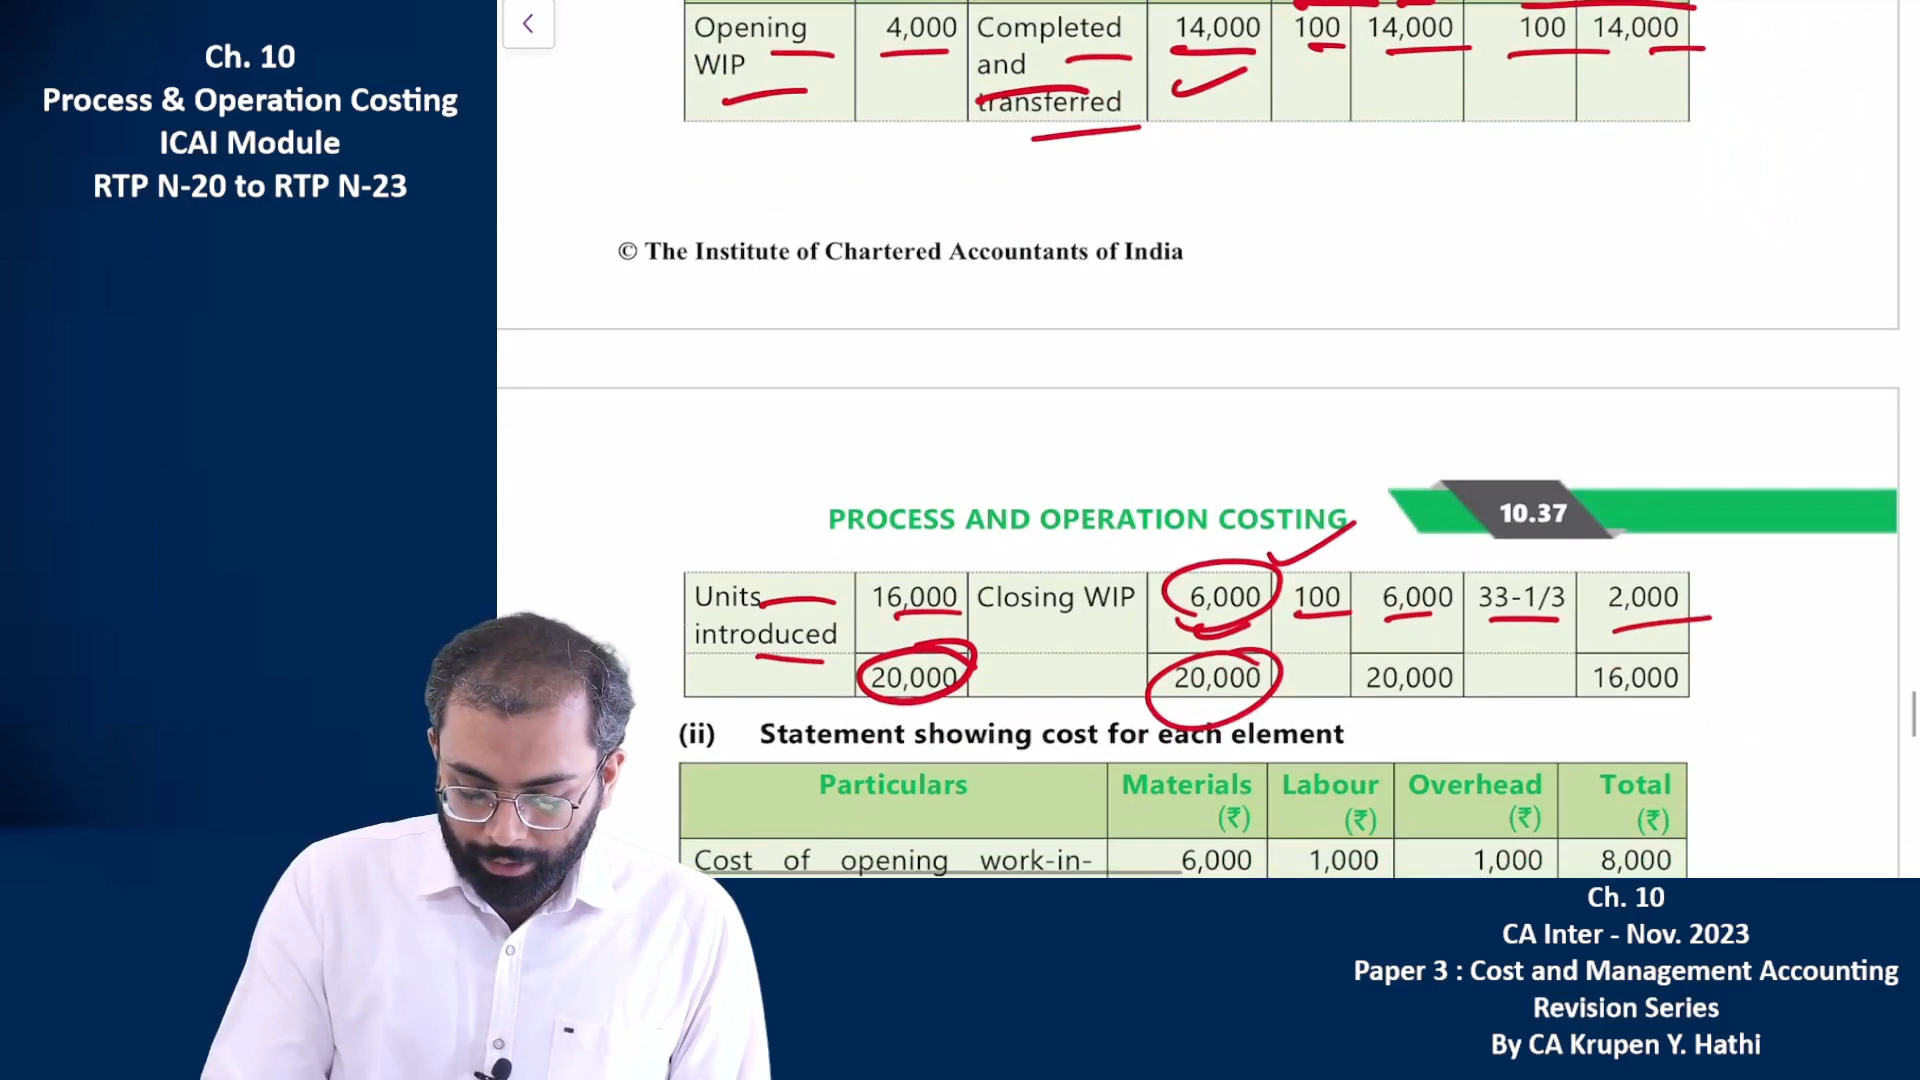 Ch. 10
Process & Operation Costing
ICAI Module
RTP N-20 to RTP N-23
Opening 4,000 Completed 14,000 100 14,000 100 14,000
WIP and
transferred
© The Institute of Chartered Accountants of India
PROCESS AND OPERATION COSTING 10.37
Units 16,000 Closing WIP 6,000 100 6,000 33-1/3 2,000
introduced
20,000 20,000 20,000 16,000
(ii) Statement showing cost for each element
Particulars Materials Labour Overhead Total
(₹) (₹) (₹) (₹)
Cost of opening work-in- 6,000 1,000 1,000 8,000
Ch. 10
CA Inter - Nov. 2023
Paper 3 : Cost and Management Accounting
Revision Series
By CA Krupen Y. Hathi